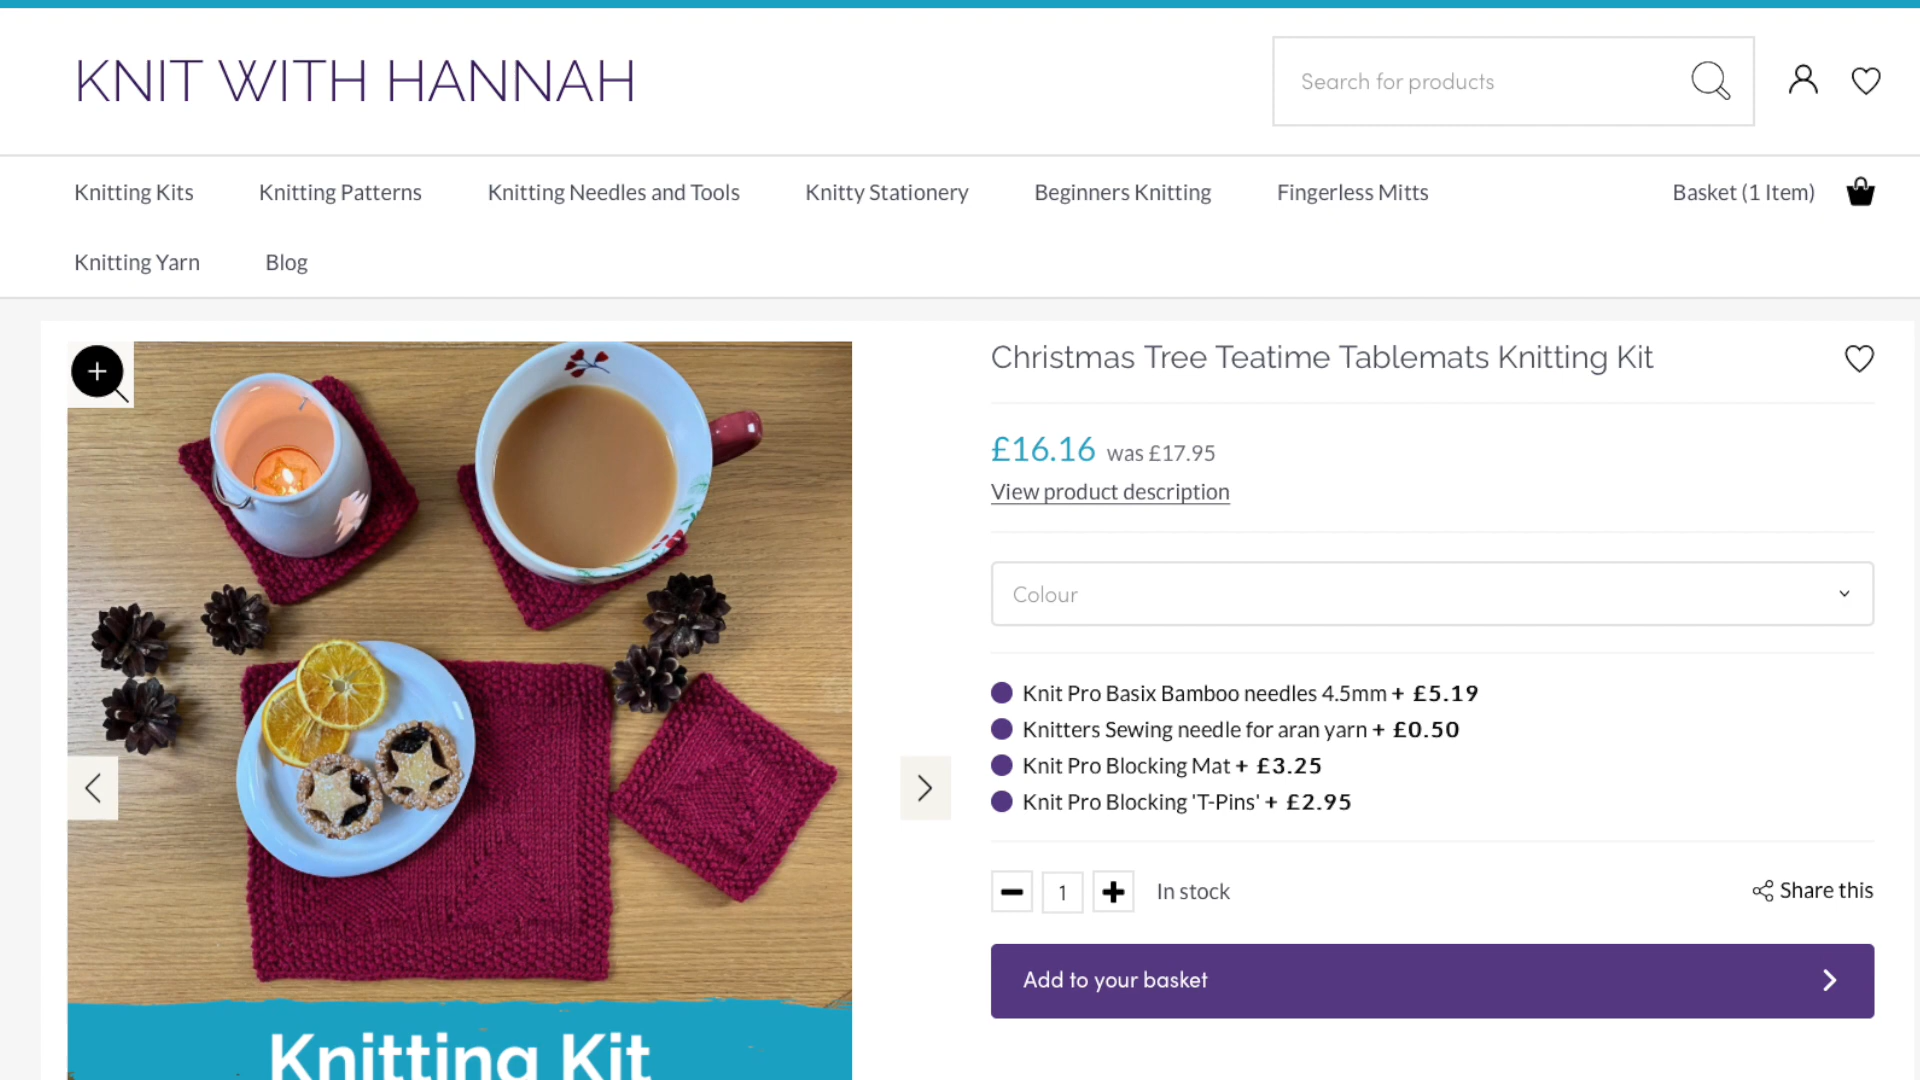 KNIT WITH HANNAH
Search for products
Knitting Kits
Knitting Patterns
Knitting Needles and Tools
Knitty Stationery
Beginners Knitting
Fingerless Mitts
Basket (1 Item)
Knitting Yarn
Blog
Christmas Tree Teatime Tablemats Knitting Kit
£16.16 was £17.95
View product description
Colour
Knit Pro Basix Bamboo needles 4.5mm + £5.19
Knitters Sewing needle for aran yarn + £0.50
Knit Pro Blocking Mat + £3.25
Knit Pro Blocking 'T-Pins' + £2.95
1
In stock
Share this
Add to your basket
Knitting Kit